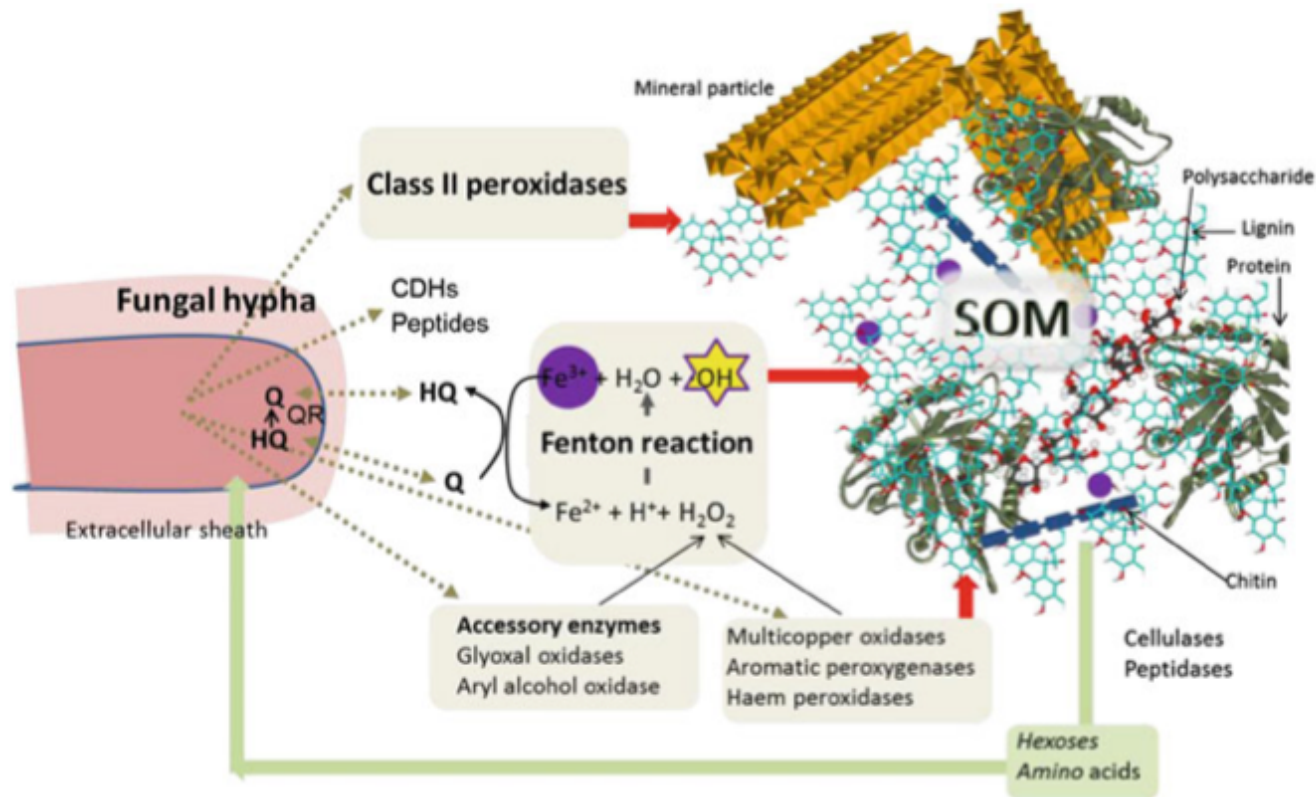 Mineral particle
Class II peroxidases
Polysaccharide
Lignin
Protein
Fungal hypha
CDHs
Peptides
SOM
Fe³⁺ + H₂O + OH
Q
QR
HQ
HQ
Fenton reaction
Q
Fe²⁺ + H⁺+ H₂O₂
Extracellular sheath
Chitin
Accessory enzymes
Glyoxal oxidases
Aryl alcohol oxidase
Multicopper oxidases
Aromatic peroxygenases
Haem peroxidases
Cellulases
Peptidases
Hexoses
Amino acids